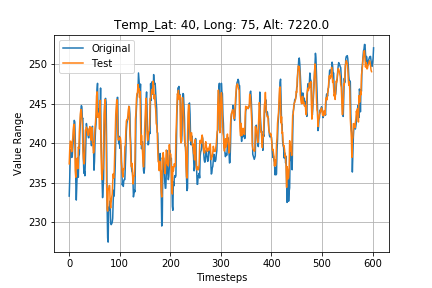 Temp_Lat: 40, Long: 75, Alt: 7220.0
Original
Test
Value Range
250
245
240
235
230
0 100 200 300 400 500 600
Timesteps